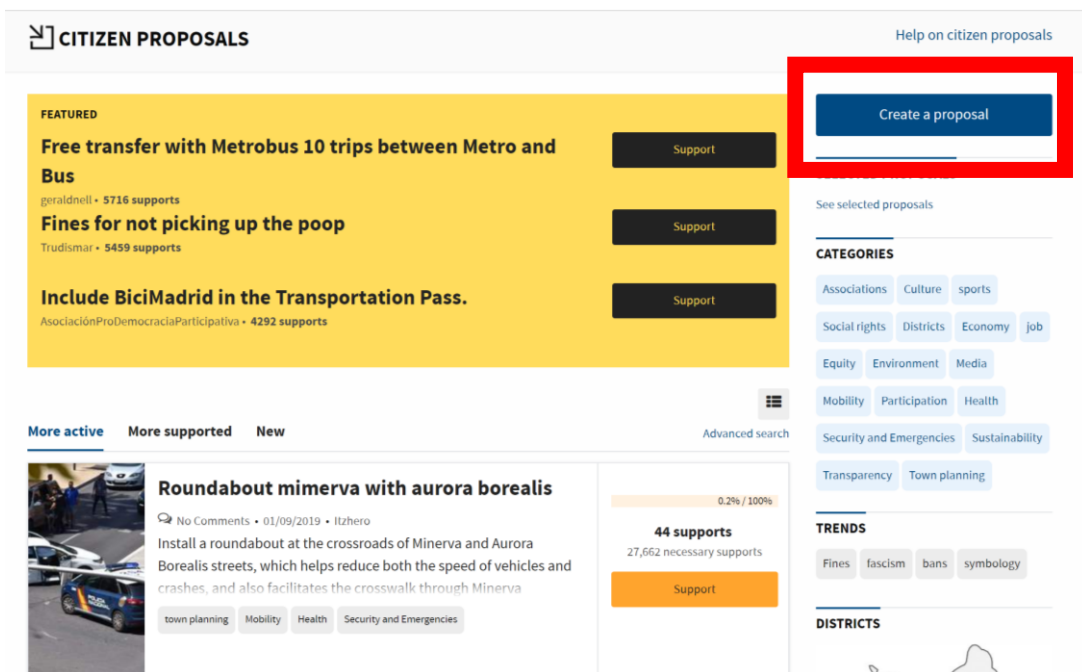 CITIZEN PROPOSALS
Help on citizen proposals
FEATURED
Free transfer with Metrobus 10 trips between Metro and
Bus
geraldnell • 5716 supports
Support
Fines for not picking up the poop
Trudismar • 5459 supports
Support
Include BiciMadrid in the Transportation Pass.
AsociaciónProDemocraciaParticipativa • 4292 supports
Support
More active More supported New
Advanced search
Roundabout mimerva with aurora borealis
No Comments • 01/09/2019 • Itzhero
Install a roundabout at the crossroads of Minerva and Aurora
Borealis streets, which helps reduce both the speed of vehicles and
crashes, and also facilitates the crosswalk through Minerva
town planning Mobility Health Security and Emergencies
0.2% / 100%
44 supports
27,662 necessary supports
Support
Create a proposal
See selected proposals
CATEGORIES
Associations Culture sports
Social rights Districts Economy job
Equity Environment Media
Mobility Participation Health
Security and Emergencies Sustainability
Transparency Town planning
TRENDS
Fines fascism bans symbology
DISTRICTS